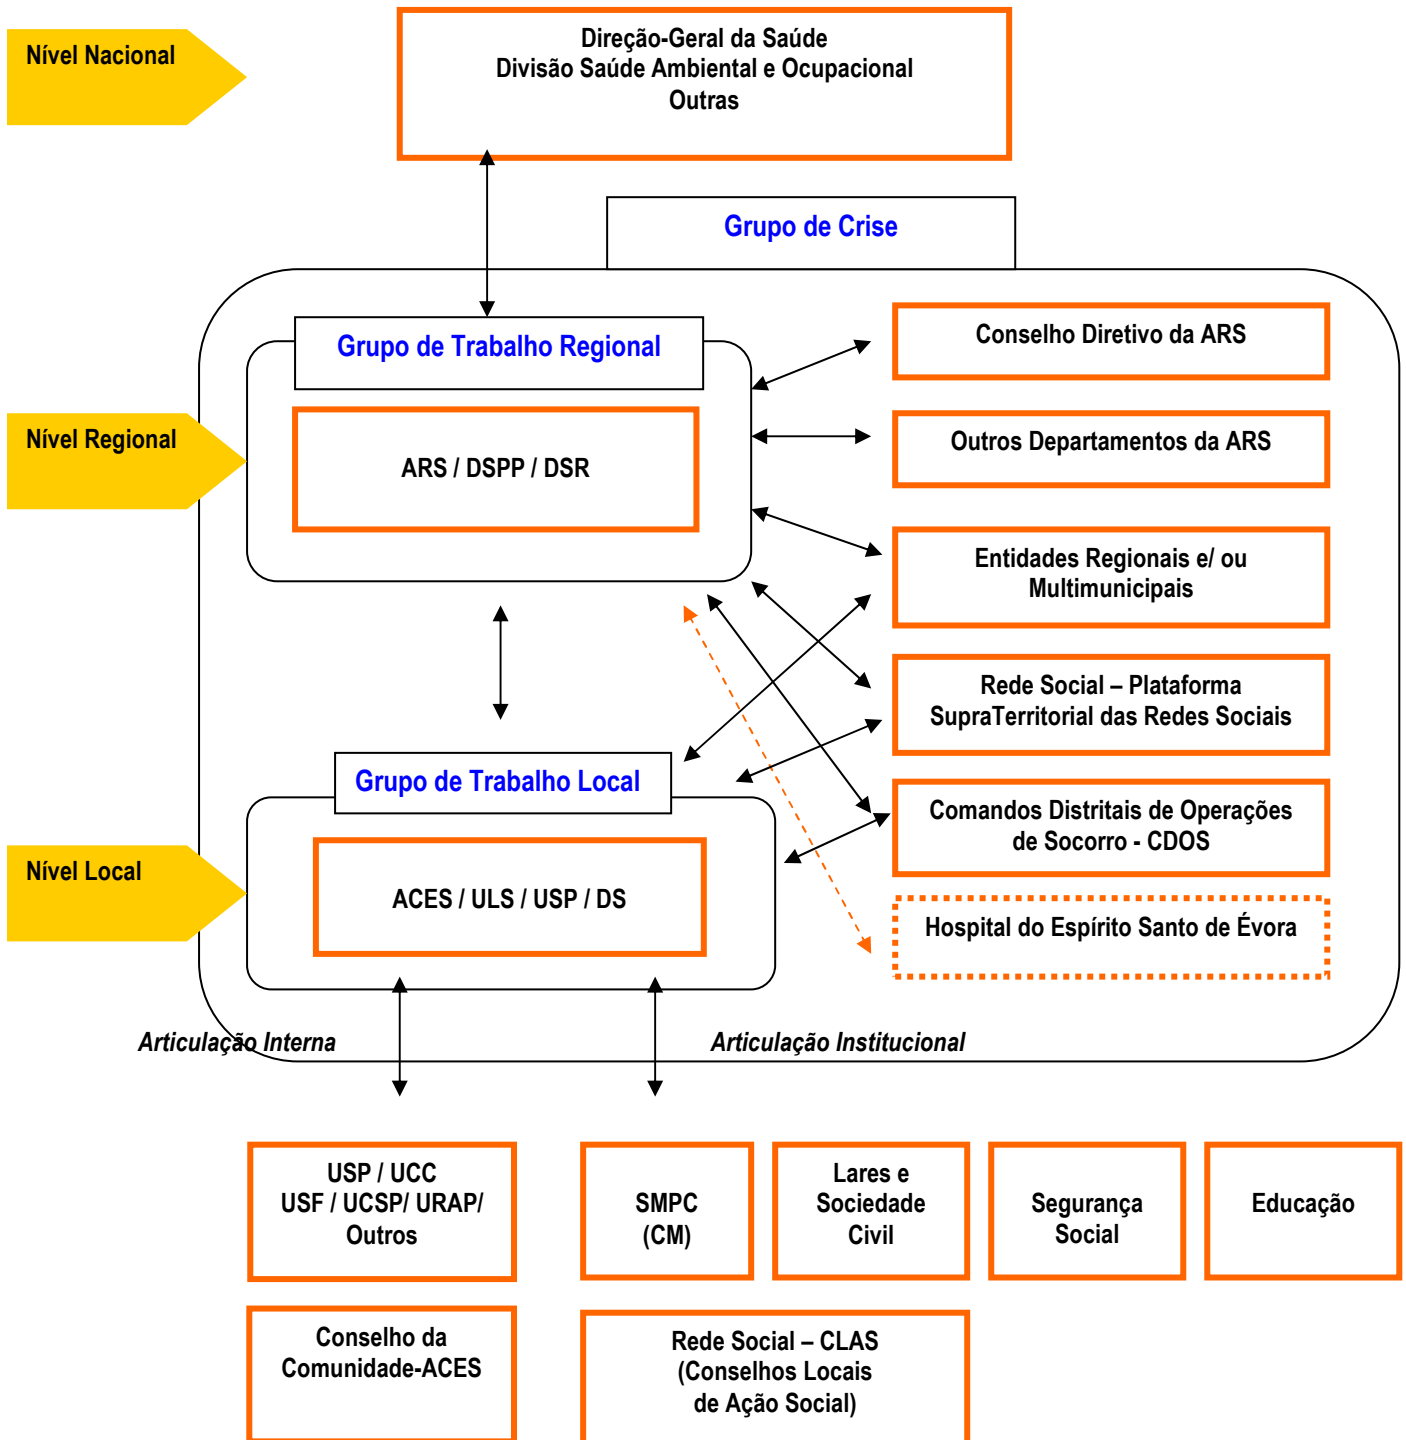 Nível Nacional
Direção-Geral da Saúde
Divisão Saúde Ambiental e Ocupacional
Outras
Grupo de Crise
Grupo de Trabalho Regional
Conselho Diretivo da ARS
Nível Regional
ARS / DSPP / DSR
Outros Departamentos da ARS
Entidades Regionais e/ ou
Multimunicipais
Rede Social – Plataforma
SupraTerritorial das Redes Sociais
Grupo de Trabalho Local
Comandos Distritais de Operações
de Socorro - CDOS
Nível Local
ACES / ULS / USP / DS
Hospital do Espírito Santo de Évora
Articulação Interna
Articulação Institucional
USP / UCC
USF / UCSP/ URAP/
Outros
SMPC
(CM)
Lares e
Sociedade
Civil
Segurança
Social
Educação
Conselho da
Comunidade-ACES
Rede Social – CLAS
(Conselhos Locais
de Ação Social)